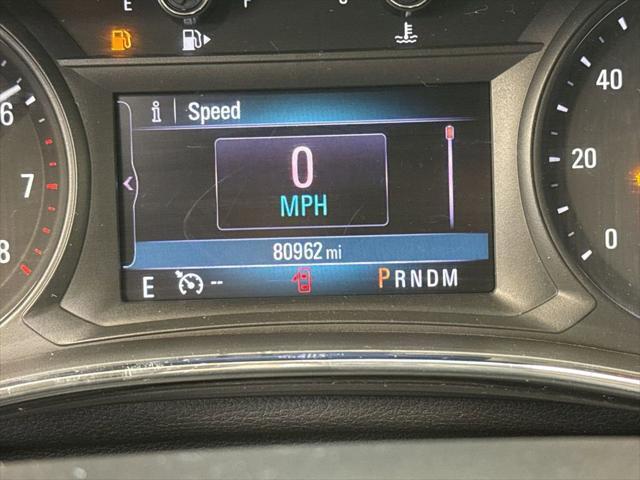 E F C
i Speed
6
7
8
0
MPH
40
20
0
80962 mi
E -- PRNDM